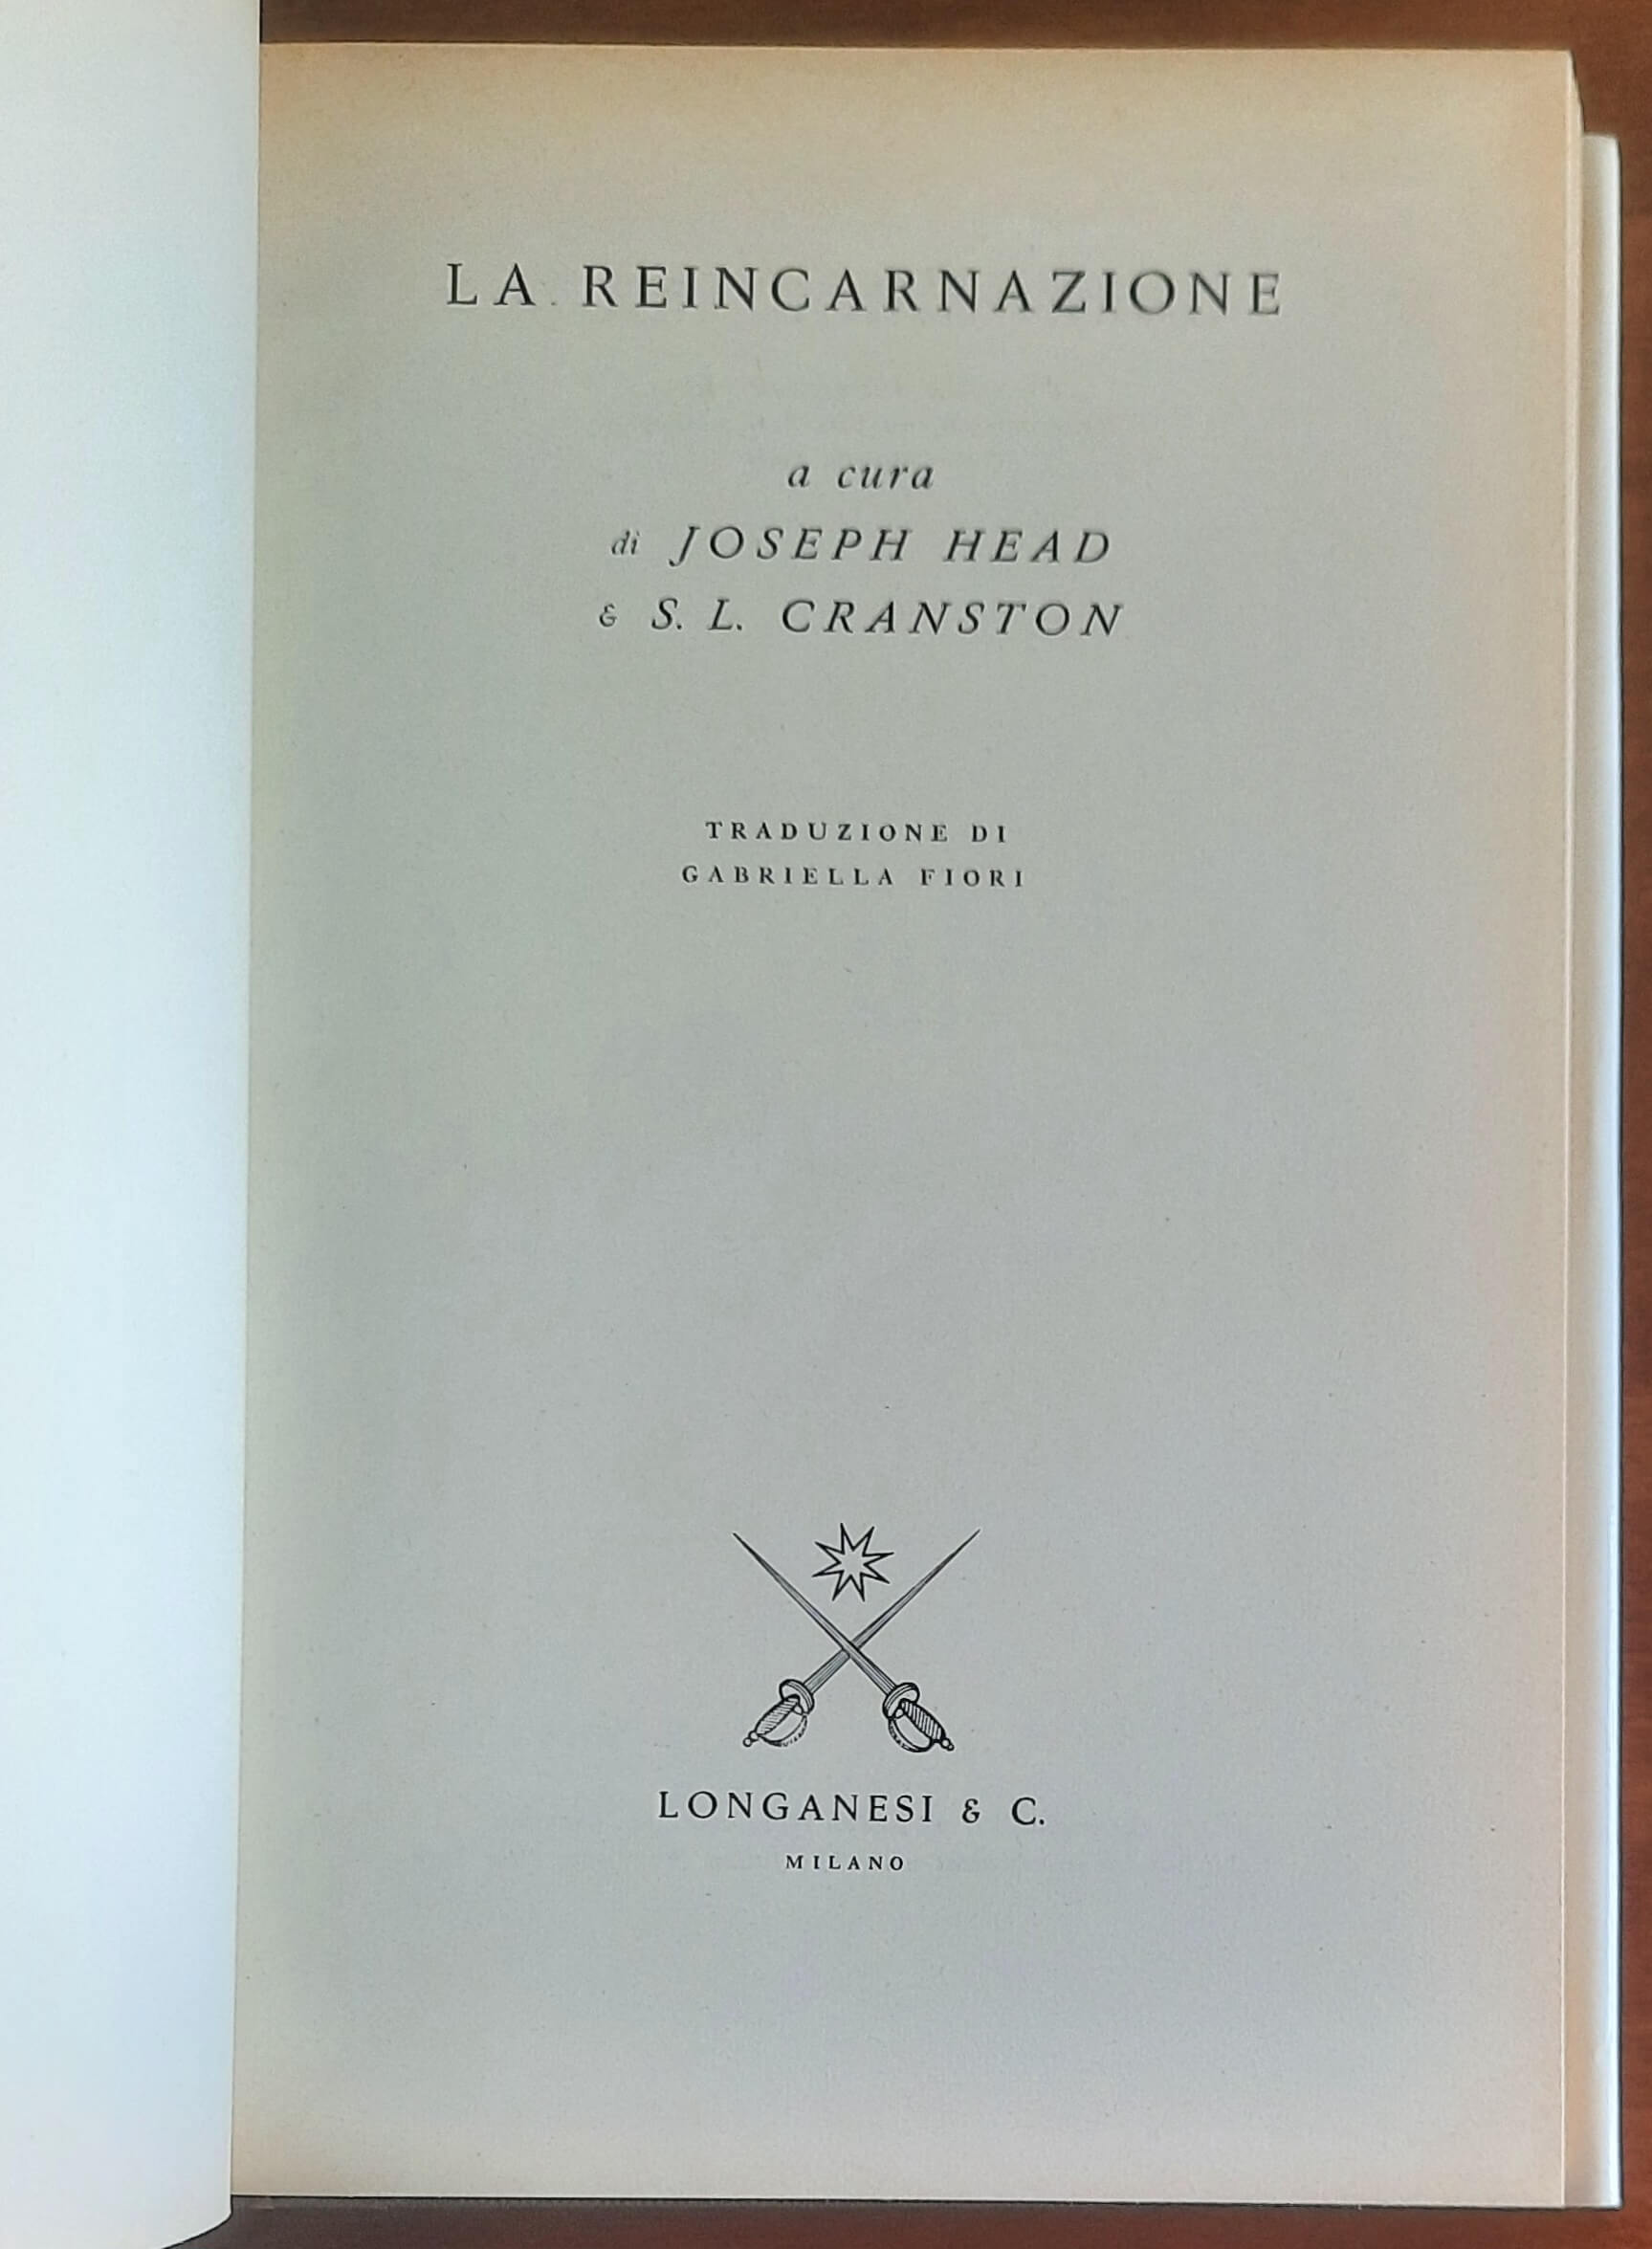 LA REINCARNAZIONE
a cura
di JOSEPH HEAD
& S. L. CRANSTON
TRADUZIONE DI
GABRIELLA FIORI
LONGANESI & C.
MILANO